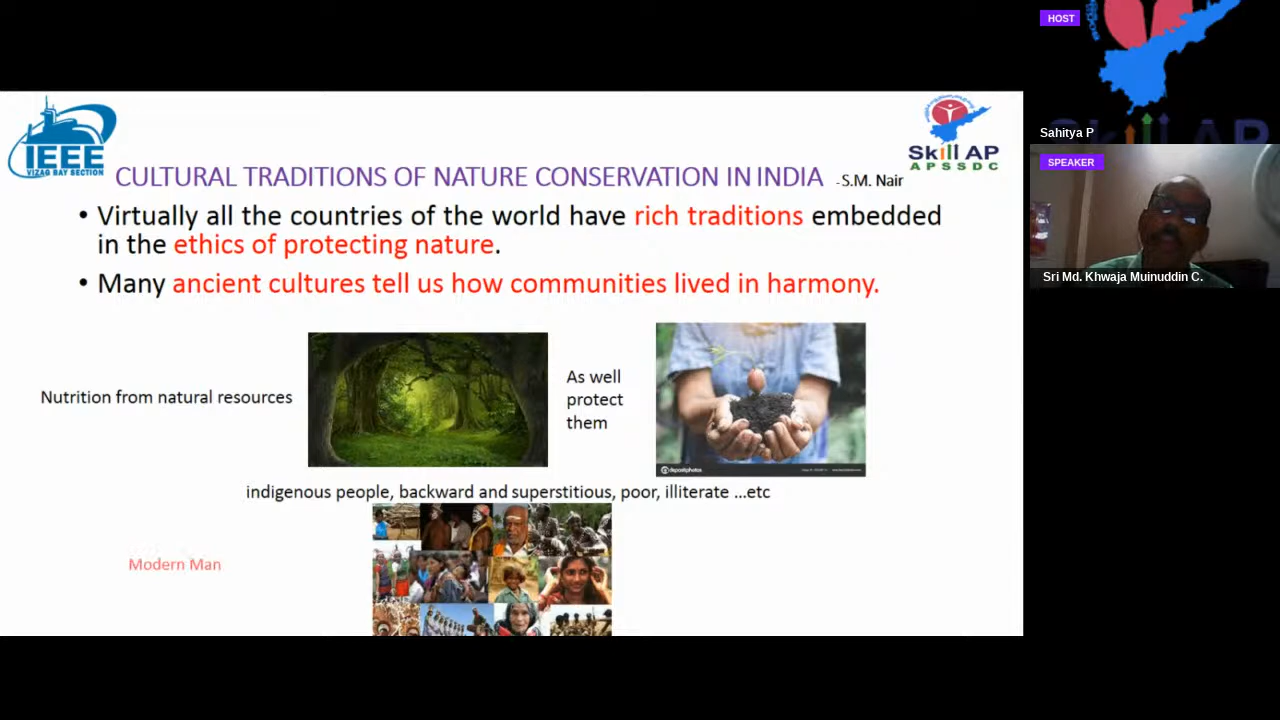 HOST
Sahitya P
SPEAKER
Sri Md. Khwaja Muinuddin C.
IEEE
VIZAG BAY SECTION
Skill AP
APSSDC
CULTURAL TRADITIONS OF NATURE CONSERVATION IN INDIA - S.M. Nair
• Virtually all the countries of the world have rich traditions embedded
in the ethics of protecting nature.
• Many ancient cultures tell us how communities lived in harmony.
Nutrition from natural resources
As well
protect
them
depositphotos
indigenous people, backward and superstitious, poor, illiterate ...etc
Modern Man